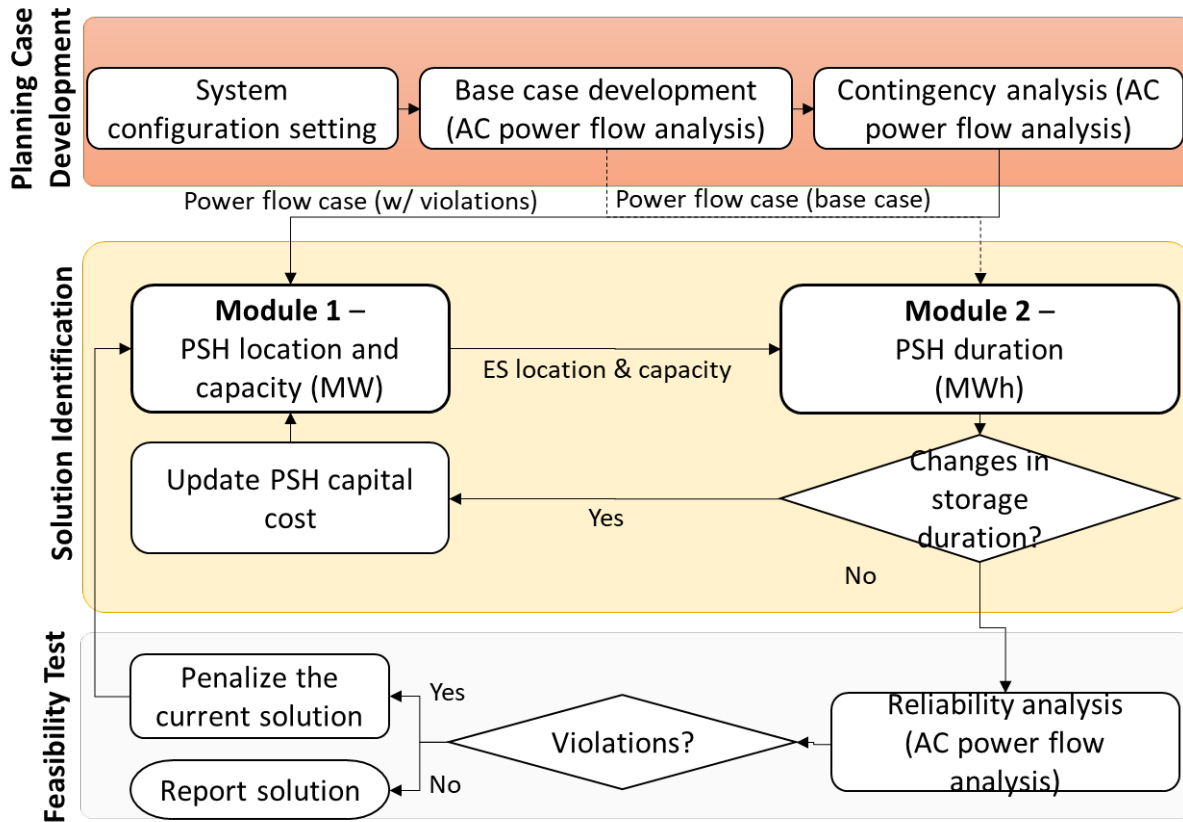 Planning Case
Development
System
configuration setting
Base case development
(AC power flow analysis)
Contingency analysis (AC
power flow analysis)
Power flow case (w/ violations)
Power flow case (base case)
Solution Identification
Module 1 –
PSH location and
capacity (MW)
ES location & capacity
Module 2 –
PSH duration
(MWh)
Update PSH capital
cost
Yes
Changes in
storage
duration?
No
Feasibility Test
Penalize the
current solution
Yes
Violations?
Reliability analysis
(AC power flow
analysis)
No
Report solution